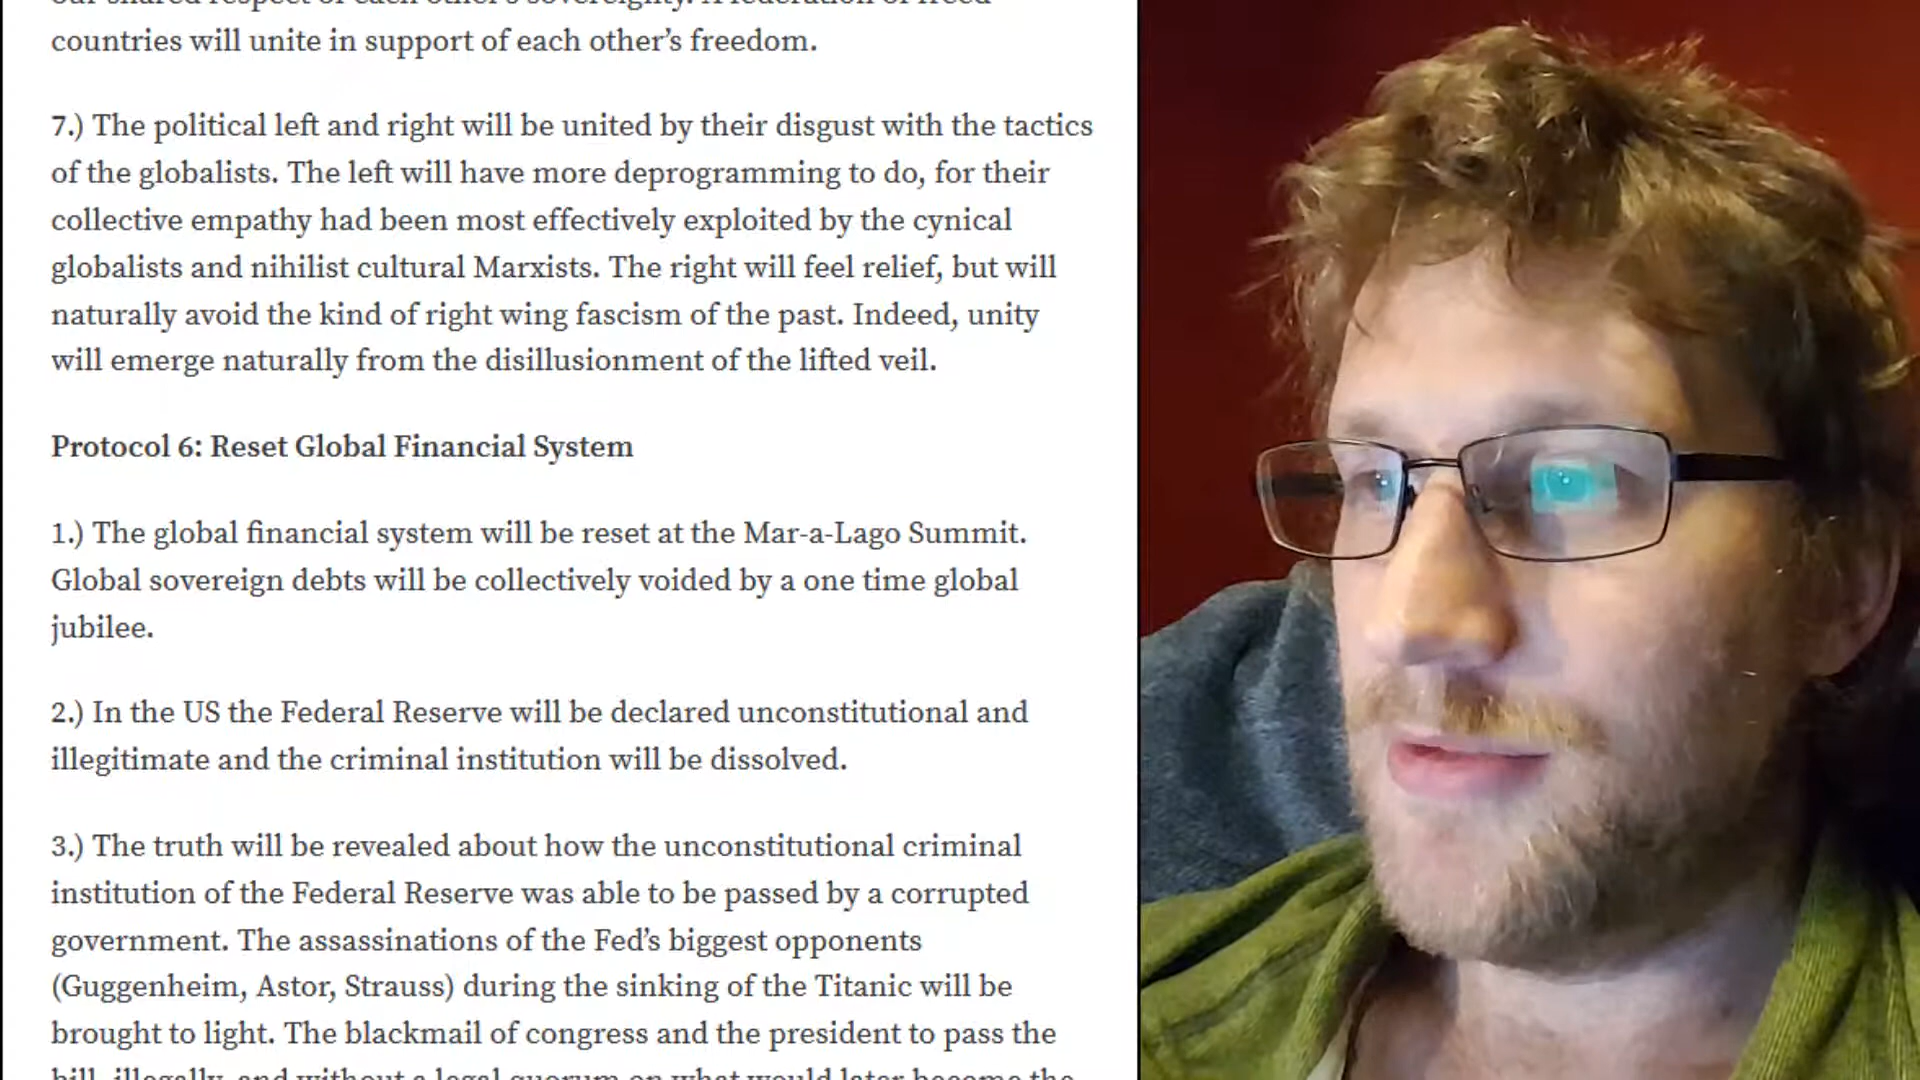 countries will unite in support of each other’s freedom.
7.) The political left and right will be united by their disgust with the tactics
of the globalists. The left will have more deprogramming to do, for their
collective empathy had been most effectively exploited by the cynical
globalists and nihilist cultural Marxists. The right will feel relief, but will
naturally avoid the kind of right wing fascism of the past. Indeed, unity
will emerge naturally from the disillusionment of the lifted veil.
Protocol 6: Reset Global Financial System
1.) The global financial system will be reset at the Mar-a-Lago Summit.
Global sovereign debts will be collectively voided by a one time global
jubilee.
2.) In the US the Federal Reserve will be declared unconstitutional and
illegitimate and the criminal institution will be dissolved.
3.) The truth will be revealed about how the unconstitutional criminal
institution of the Federal Reserve was able to be passed by a corrupted
government. The assassinations of the Fed’s biggest opponents
(Guggenheim, Astor, Strauss) during the sinking of the Titanic will be
brought to light. The blackmail of congress and the president to pass the